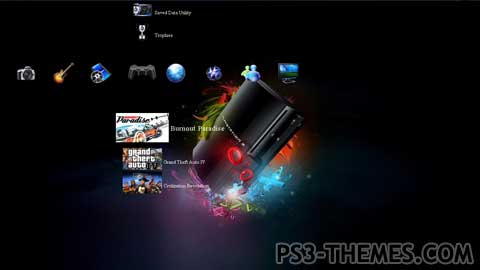 Saved Data Utility
Trophies
Paradise
Burnout Paradise
grand
theft
auto
Grand Theft Auto IV
Civilization Revolution
PS3-THEMES.COM